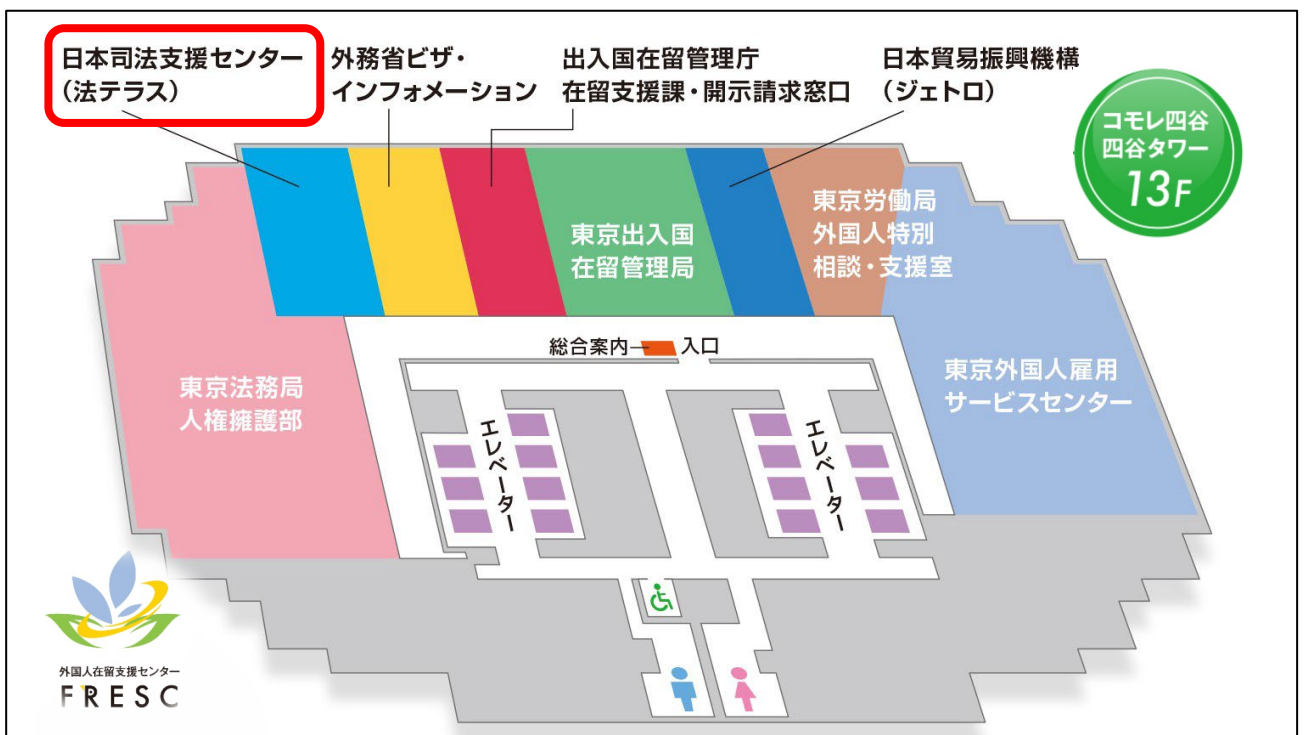 日本司法支援センター
（法テラス）
外務省ビザ・
インフォメーション
出入国在留管理庁
在留支援課・開示請求窓口
日本貿易振興機構
（ジェトロ）
コモレ四谷
四谷タワー
13F
東京労働局
外国人特別
相談・支援室
東京出入国
在留管理局
総合案内
入口
東京法務局
人権擁護部
東京外国人雇用
サービスセンター
エレベーター
エレベーター
外国人在留支援センター
FRESC